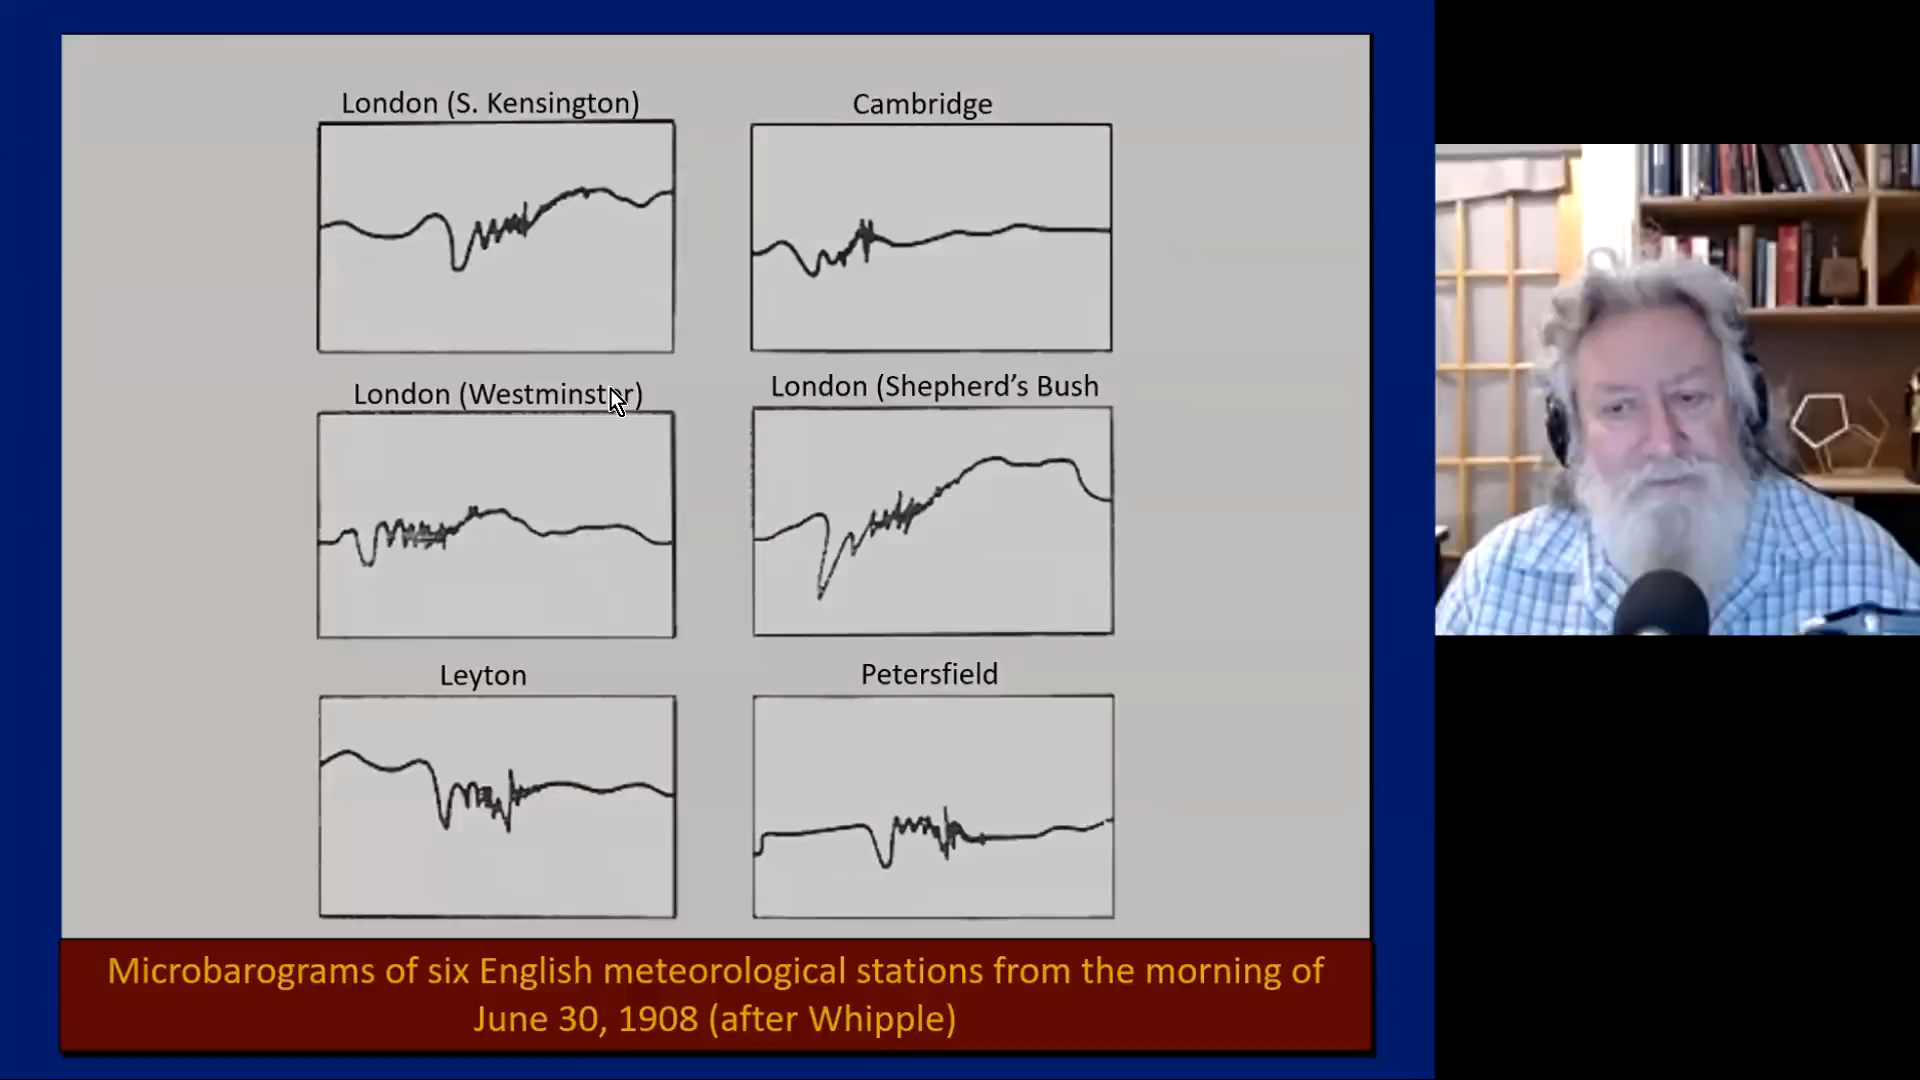 London (S. Kensington)
Cambridge
London (Westminster)
London (Shepherd’s Bush
Leyton
Petersfield
Microbarograms of six English meteorological stations from the morning of
June 30, 1908 (after Whipple)